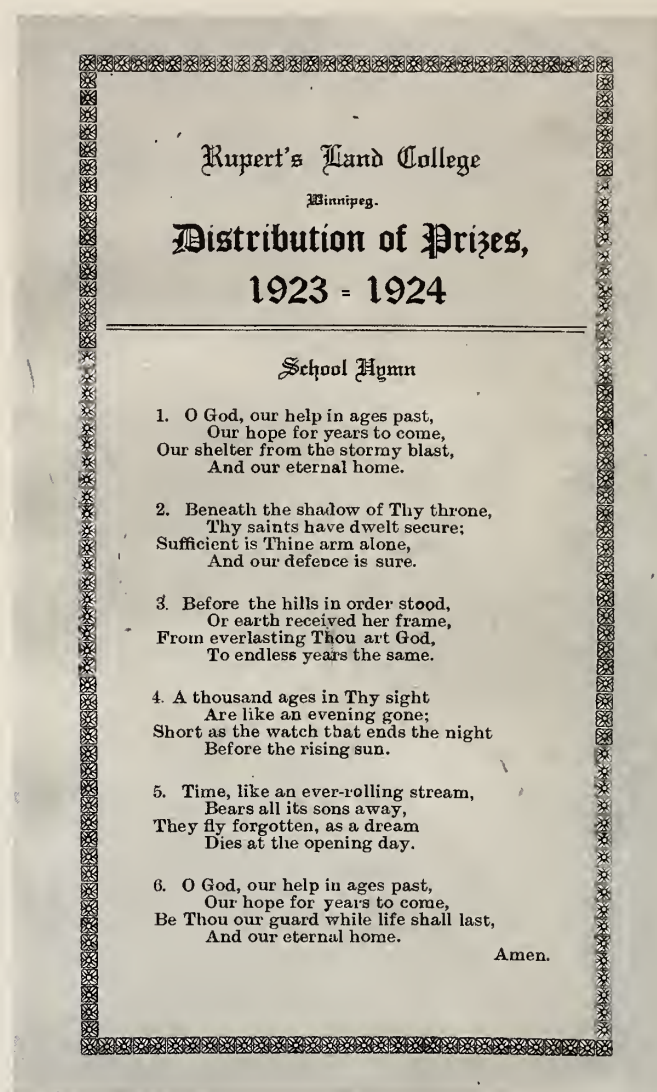 Rupert's Land College
Winnipeg.
Distribution of Prizes,
1923 = 1924
School Hymn
1. O God, our help in ages past,
Our hope for years to come,
Our shelter from the stormy blast,
And our eternal home.
2. Beneath the shadow of Thy throne,
Thy saints have dwelt secure;
Sufficient is Thine arm alone,
And our defence is sure.
3. Before the hills in order stood,
Or earth received her frame,
From everlasting Thou art God,
To endless years the same.
4. A thousand ages in Thy sight
Are like an evening gone;
Short as the watch that ends the night
Before the rising sun.
5. Time, like an ever-rolling stream,
Bears all its sons away,
They fly forgotten, as a dream
Dies at the opening day.
6. O God, our help in ages past,
Our hope for years to come,
Be Thou our guard while life shall last,
And our eternal home.
Amen.